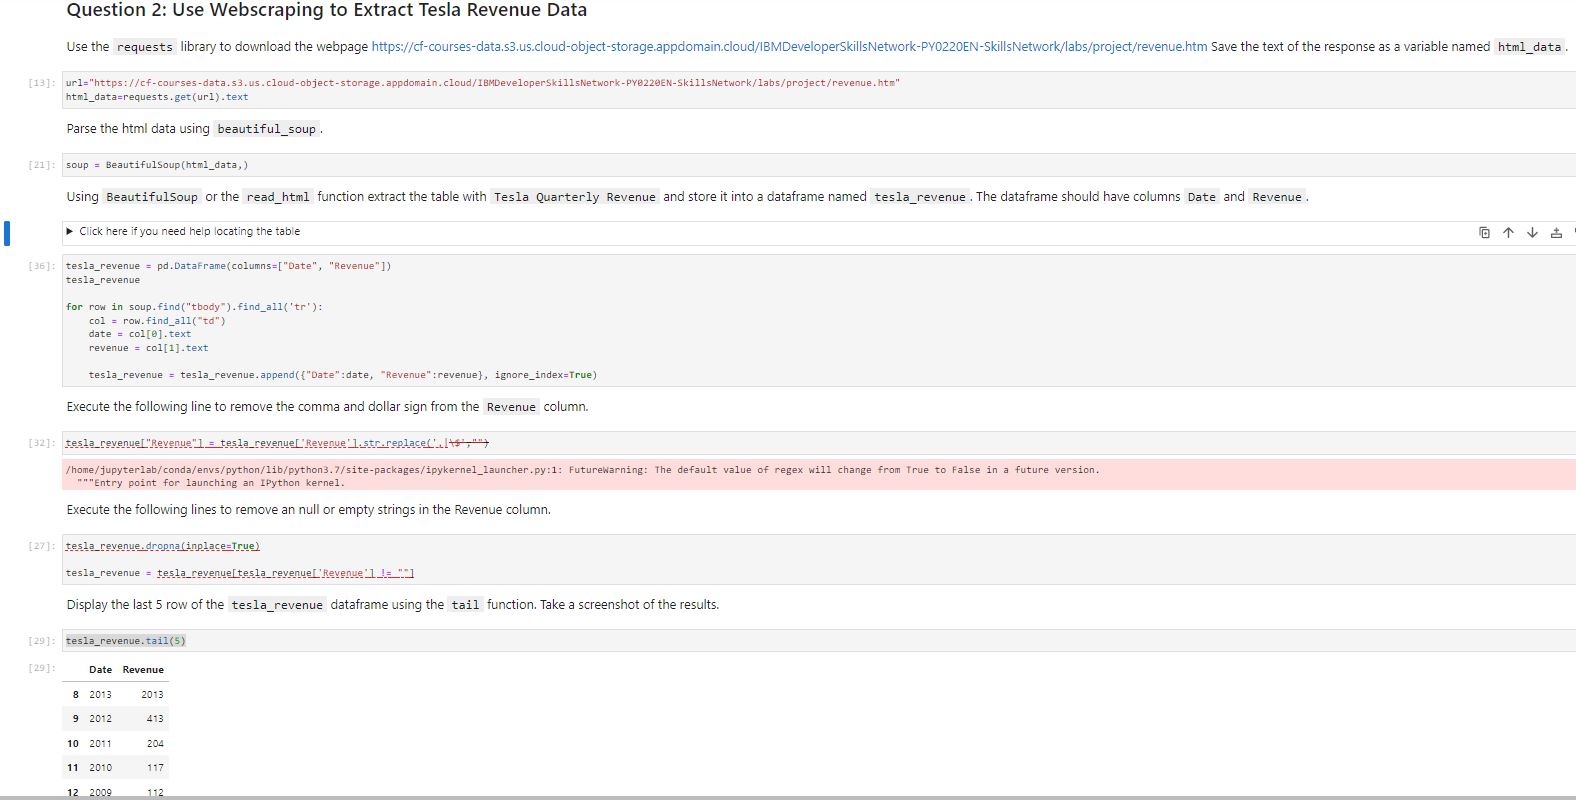 Question 2: Use Webscraping to Extract Tesla Revenue Data
Use the requests library to download the webpage https://cf-courses-data.s3.us.cloud-object-storage.appdomain.cloud/IBMDeveloperSkillsNetwork-PY0220EN-SkillsNetwork/labs/project/revenue.htm Save the text of the response as a variable named html_data.
[13]: url="https://cf-courses-data.s3.us.cloud-object-storage.appdomain.cloud/IBMDeveloperSkillsNetwork-PY0220EN-SkillsNetwork/labs/project/revenue.htm"
html_data=requests.get(url).text
Parse the html data using beautiful_soup.
[21]: soup = BeautifulSoup(html_data,)
Using BeautifulSoup or the read_html function extract the table with Tesla Quarterly Revenue and store it into a dataframe named tesla_revenue. The dataframe should have columns Date and Revenue.
Click here if you need help locating the table
[36]: tesla_revenue = pd.DataFrame(columns=["Date", "Revenue"])
tesla_revenue
for row in soup.find("tbody").find_all('tr'):
    col = row.find_all("td")
    date = col[0].text
    revenue = col[1].text
    tesla_revenue = tesla_revenue.append({"Date":date, "Revenue":revenue}, ignore_index=True)
Execute the following line to remove the comma and dollar sign from the Revenue column.
[32]: tesla_revenue["Revenue"] = tesla_revenue['Revenue'].str.replace(',|\$',"")
/home/jupyterlab/conda/envs/python/lib/python3.7/site-packages/ipykernel_launcher.py:1: FutureWarning: The default value of regex will change from True to False in a future version.
"""Entry point for launching an IPython kernel.
Execute the following lines to remove an null or empty strings in the Revenue column.
[27]: tesla_revenue.dropna(inplace=True)
tesla_revenue = tesla_revenue[tesla_revenue['Revenue'] != ""]
Display the last 5 row of the tesla_revenue dataframe using the tail function. Take a screenshot of the results.
[29]: tesla_revenue.tail(5)
[29]: Date Revenue
8 2013 2013
9 2012 413
10 2011 204
11 2010 117
12 2009 112